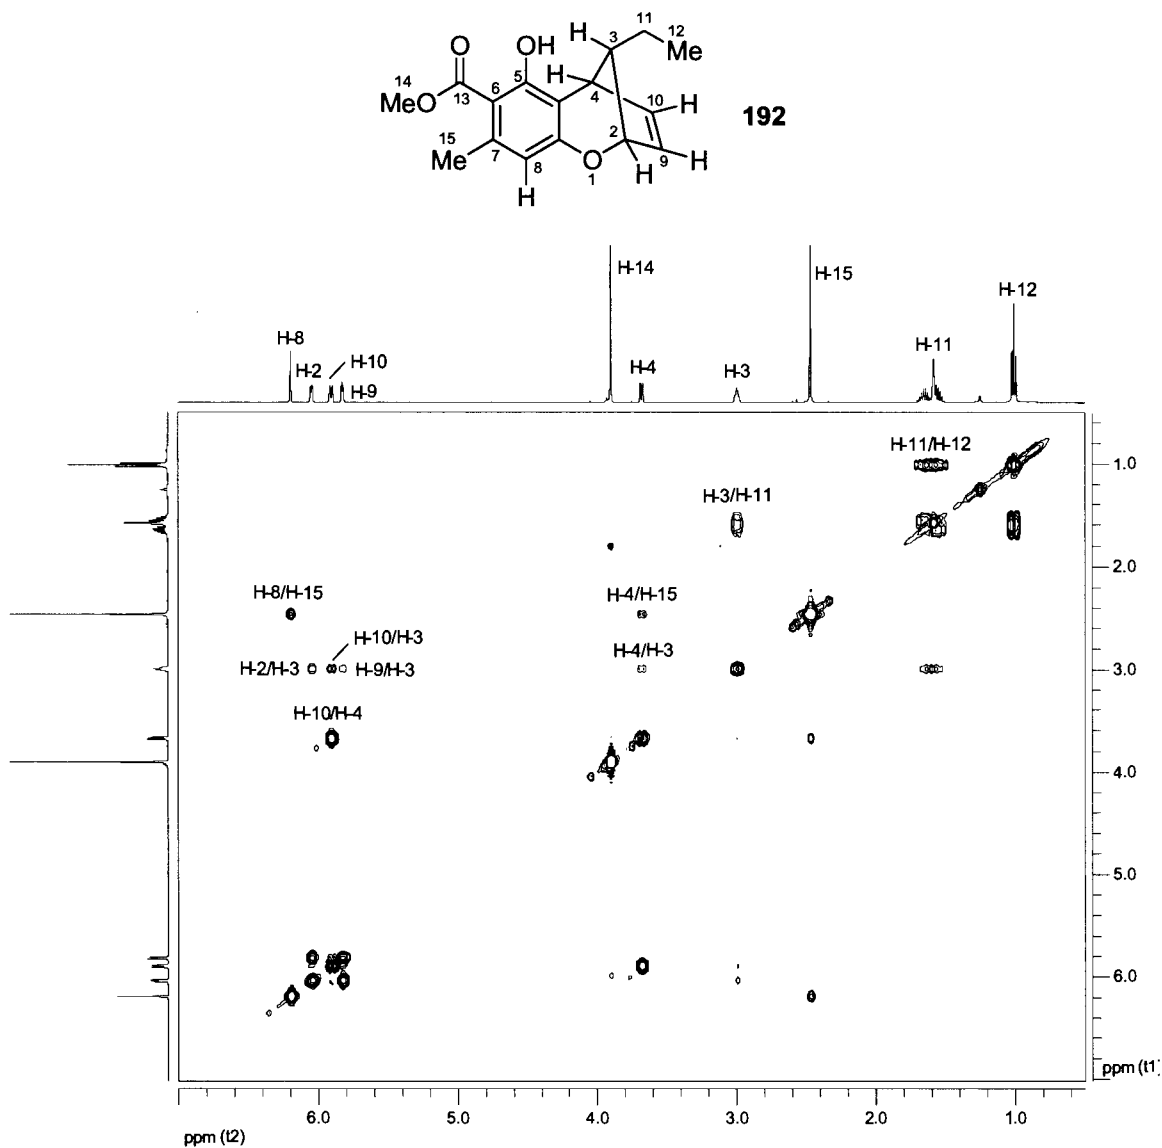 11
12
H
3
Me
O
OH
5
H
14
MeO
13
6
4
10
H
192
15
Me
7
8
2
9
O
1
H
H
H
H-14
H-15
H-12
H-8
H-2
H-10
H-9
H-4
H-3
H-11
H-11/H-12
1.0
H-3/H-11
2.0
H-8/H-15
H-4/H-15
H-10/H-3
H-2/H-3
H-9/H-3
H-4/H-3
3.0
H-10/H-4
4.0
5.0
6.0
ppm (t1)
6.0 5.0 4.0 3.0 2.0 1.0
ppm (t2)